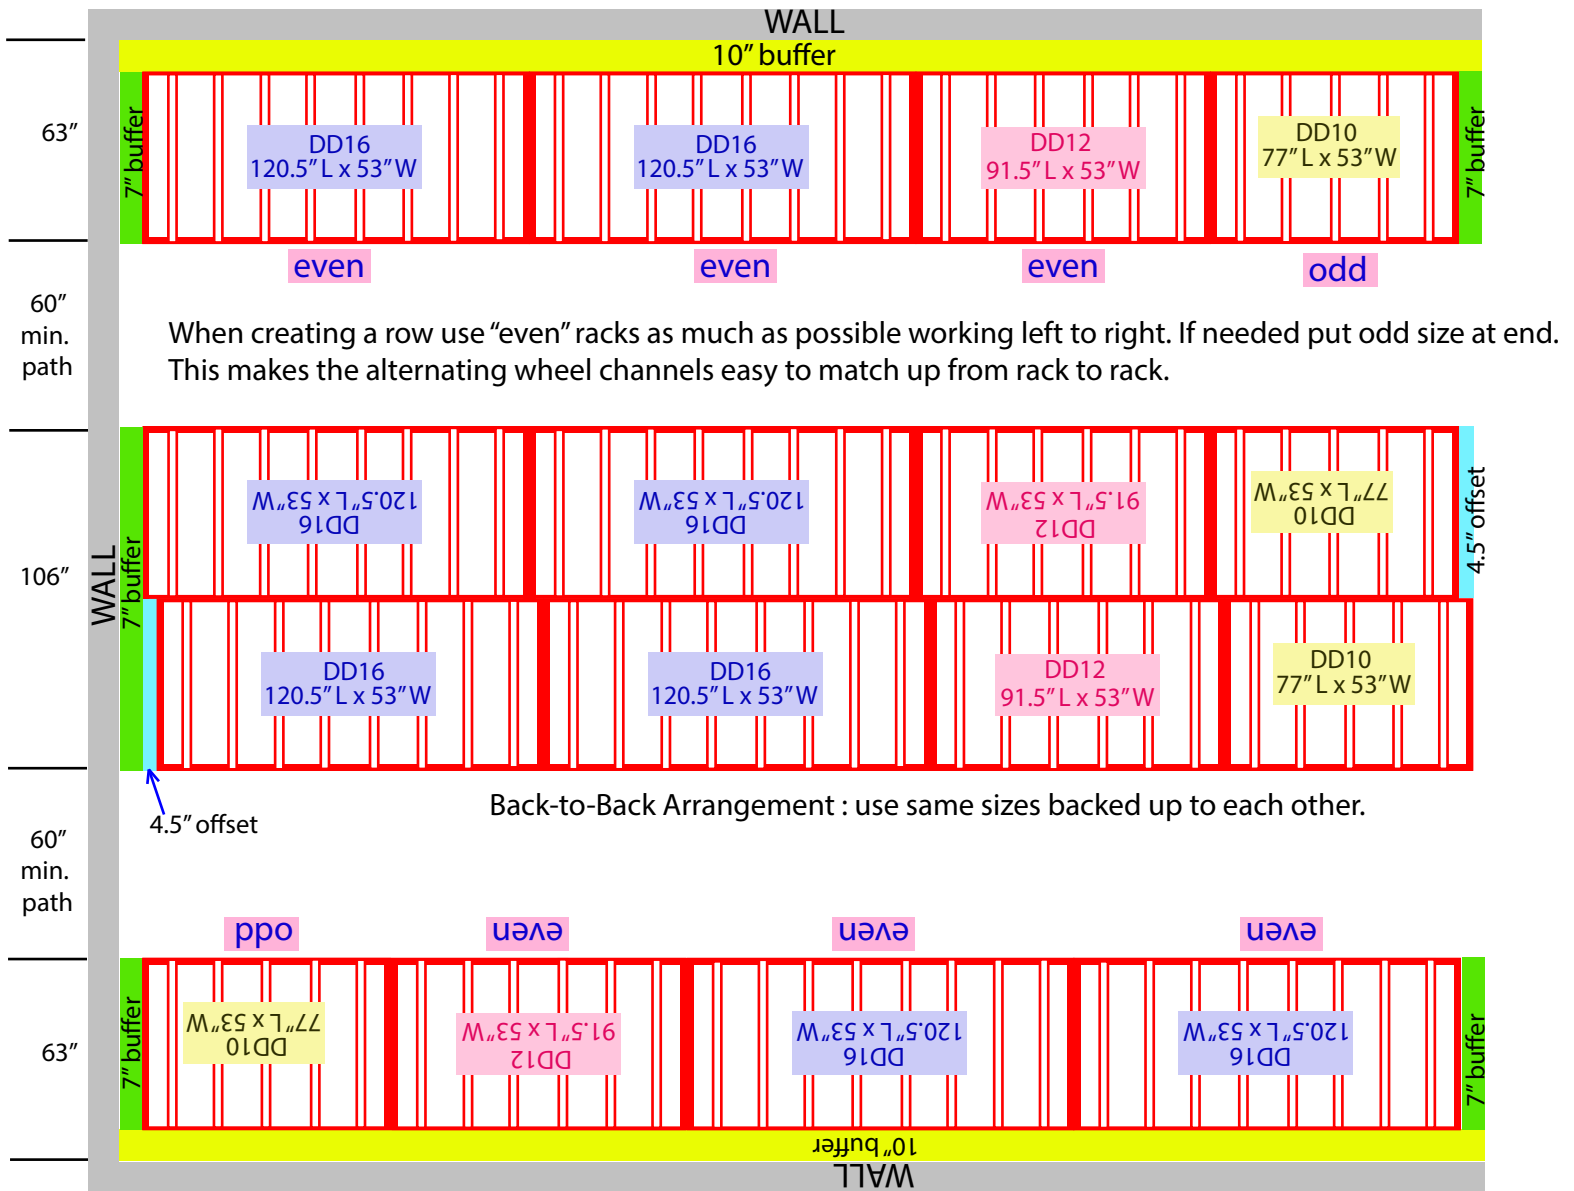 WALL
10” buffer
63”
7” buffer
DD16
120.5” L x 53” W
DD16
120.5” L x 53” W
DD12
91.5” L x 53” W
DD10
77” L x 53” W
7” buffer
even
even
even
odd
60”
min.
path
When creating a row use “even” racks as much as possible working left to right. If needed put odd size at end.
This makes the alternating wheel channels easy to match up from rack to rack.
106”
WALL
7” buffer
DD16
120.5” L x 53” W
DD16
120.5” L x 53” W
DD12
91.5” L x 53” W
DD10
77” L x 53” W
4.5” offset
DD16
120.5” L x 53” W
DD16
120.5” L x 53” W
DD12
91.5” L x 53” W
DD10
77” L x 53” W
4.5” offset
Back-to-Back Arrangement : use same sizes backed up to each other.
60”
min.
path
odd
even
even
even
63”
7” buffer
DD10
77” L x 53” W
DD12
91.5” L x 53” W
DD16
120.5” L x 53” W
DD16
120.5” L x 53” W
7” buffer
10” buffer
WALL